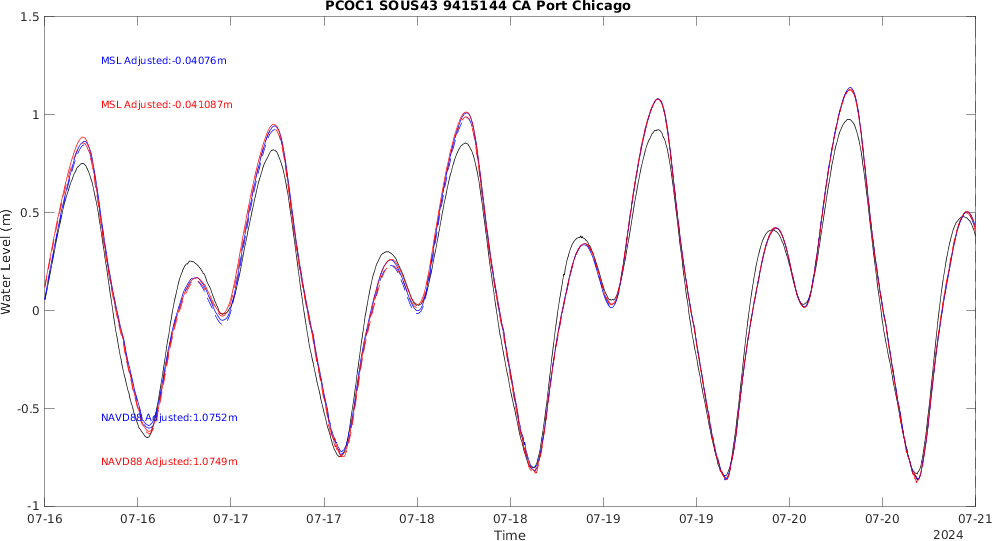 PCOC1 SOUS43 9415144 CA Port Chicago
1.5
1
0.5
0
-0.5
-1
Water Level (m)
MSL Adjusted:-0.04076m
MSL Adjusted:-0.041087m
NAVD88 Adjusted:1.0752m
NAVD88 Adjusted:1.0749m
07-16 07-16 07-17 07-17 07-18 07-18 07-19 07-19 07-20 07-20 07-21
Time
2024